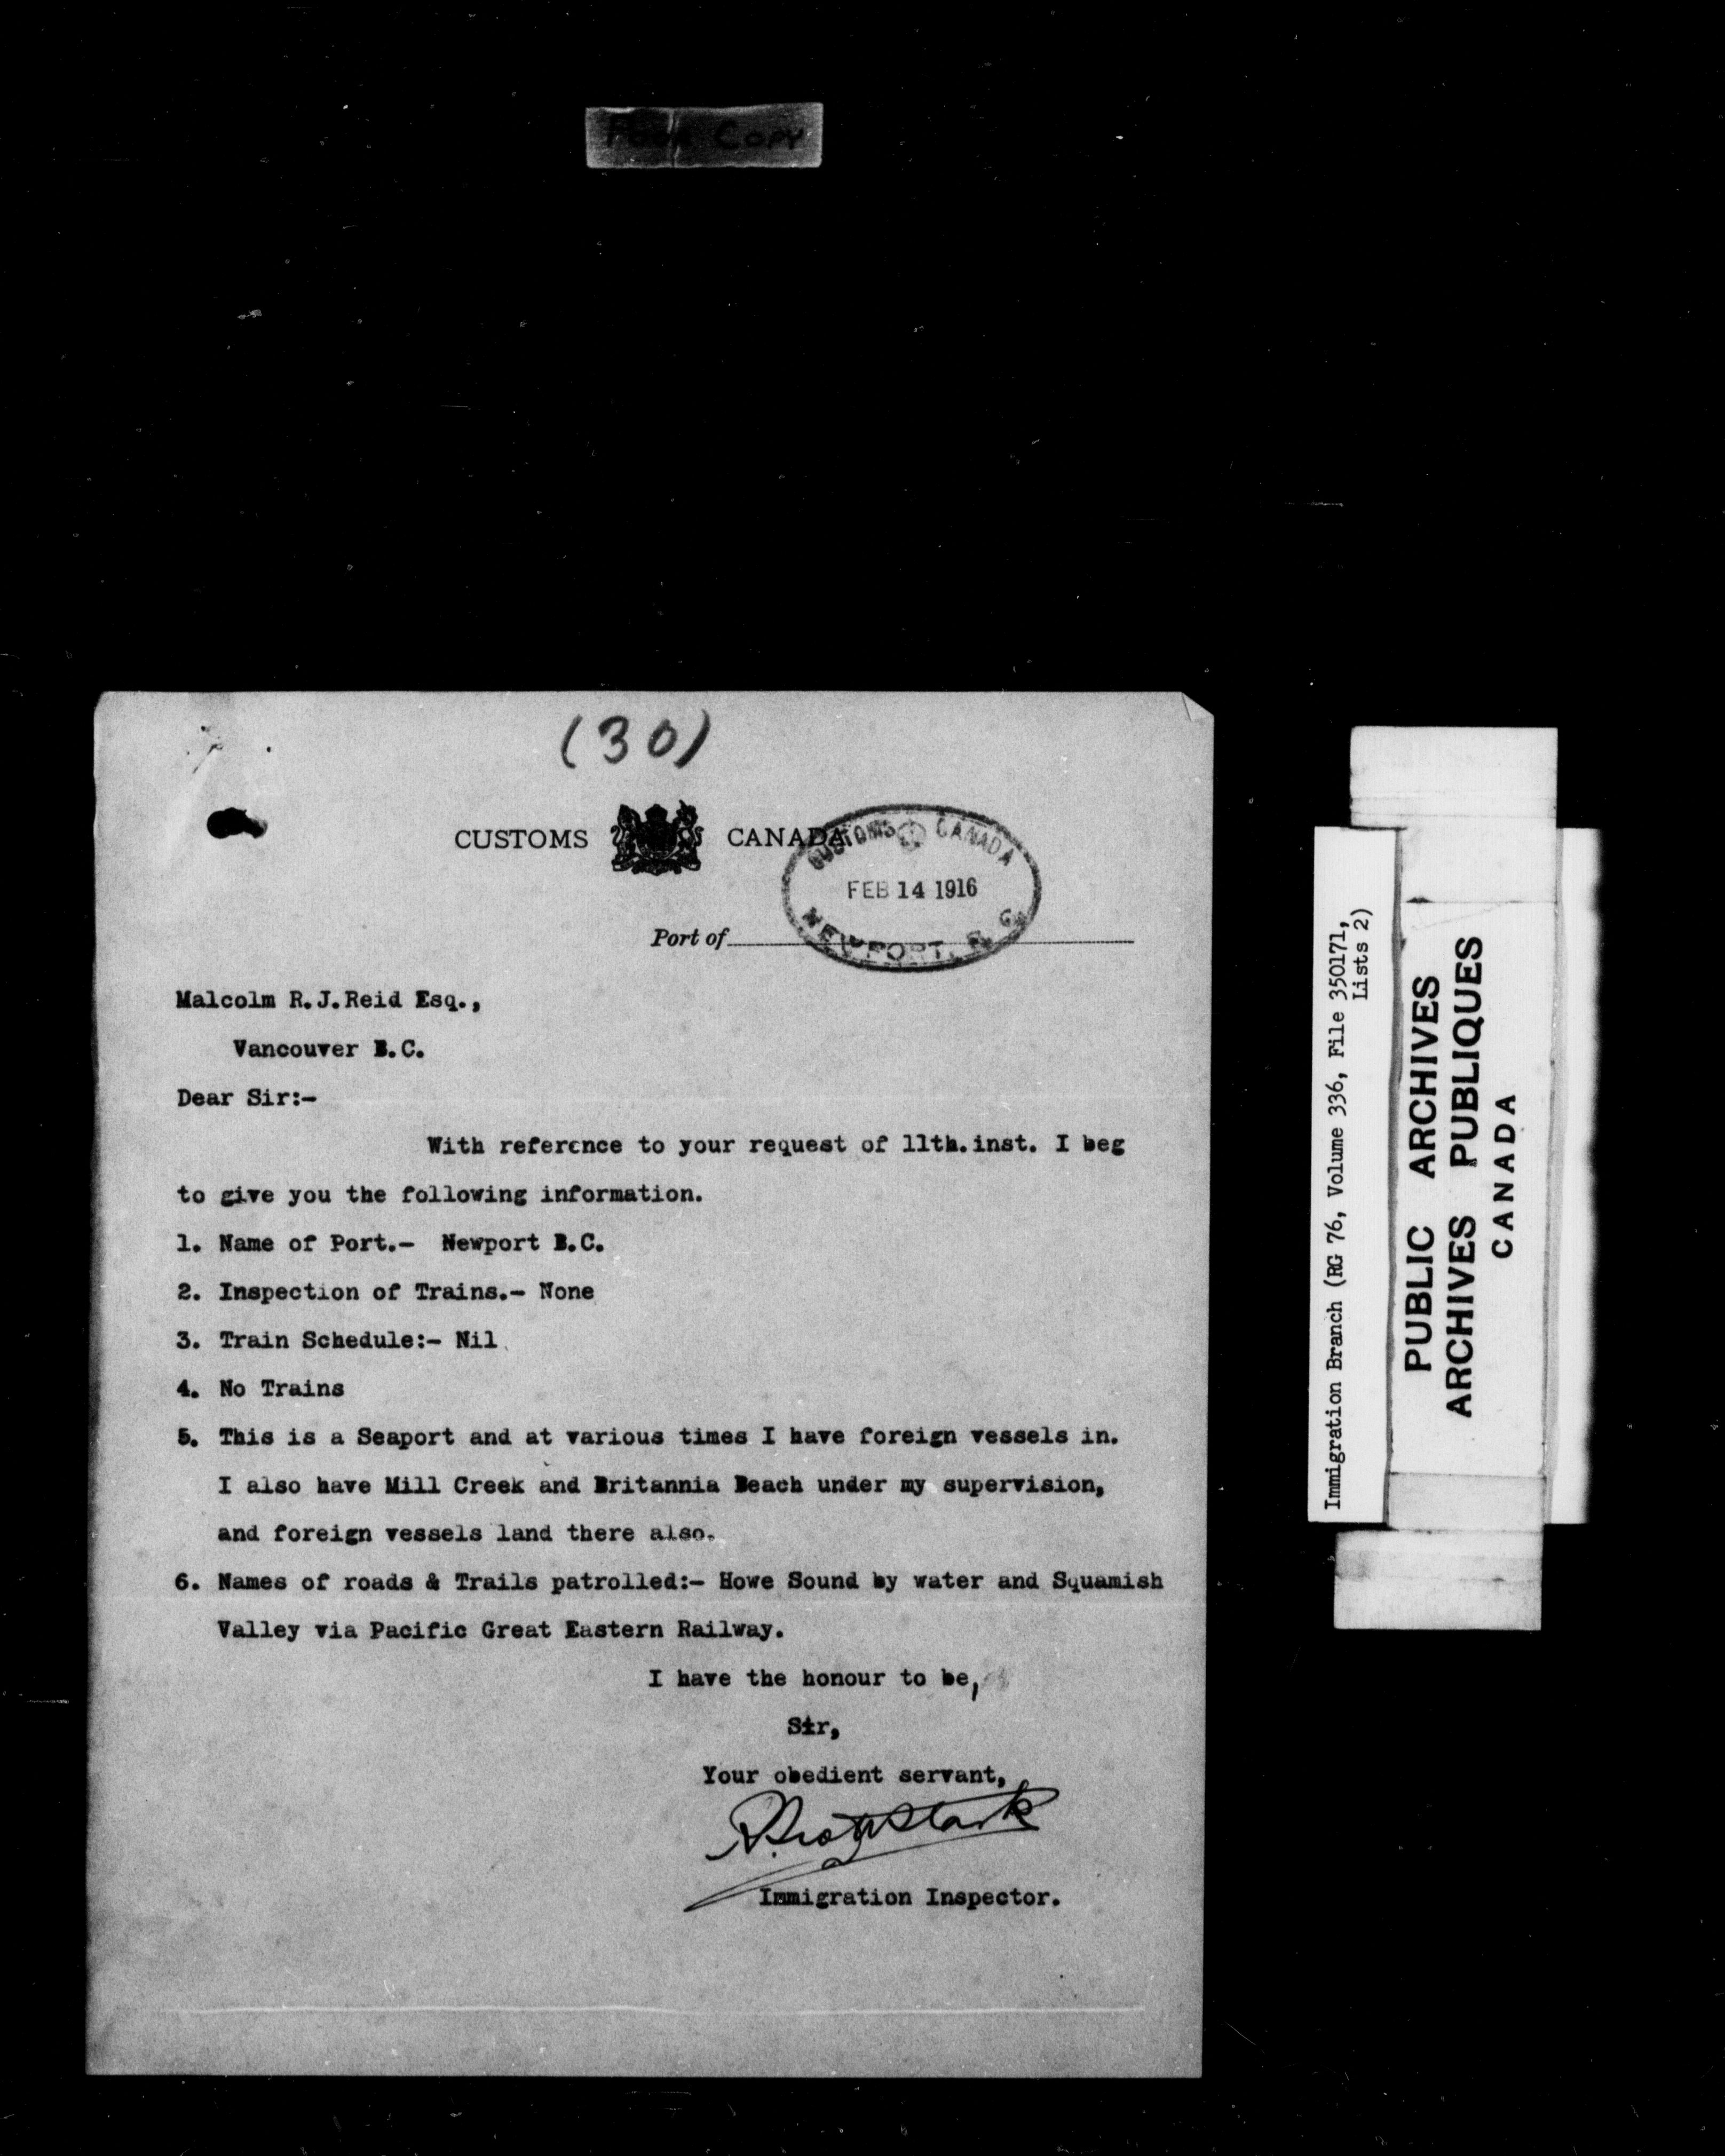 Poor Copy
(30)
CUSTOMS CANADA
CUSTOMS CANADA
FEB 14 1916
NEWPORT, B. C.
Port of
Malcolm R.J.Reid Esq.,
Vancouver B.C.
Dear Sir:-
With reference to your request of 11th.inst. I beg
to give you the following information.
1. Name of Port.- Newport B.C.
2. Inspection of Trains.- None
3. Train Schedule:- Nil
4. No Trains
5. This is a Seaport and at various times I have foreign vessels in.
I also have Mill Creek and Britannia Beach under my supervision,
and foreign vessels land there also.
6. Names of roads & Trails patrolled:- Howe Sound by water and Squamish
Valley via Pacific Great Eastern Railway.
I have the honour to be,
Sir,
Your obedient servant,
Immigration Inspector.
Immigration Branch (RG 76, Volume 336, File 350171,
Lists 2)
PUBLIC ARCHIVES
ARCHIVES PUBLIQUES
CANADA